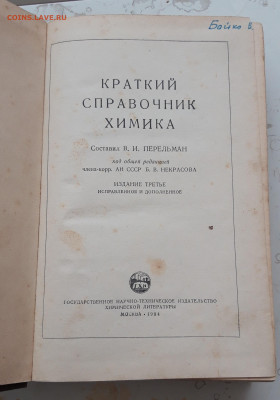 COINS.LAVE.RU
Бойко В.
КРАТКИЙ
СПРАВОЧНИК
ХИМИКА
Составил В. И. ПЕРЕЛЬМАН
под общей редакцией
член-корр. АН СССР Б. В. НЕКРАСОВА
ИЗДАНИЕ ТРЕТЬЕ
ИСПРАВЛЕННОЕ И ДОПОЛНЕННОЕ
ГОСУДАРСТВЕННОЕ НАУЧНО-ТЕХНИЧЕСКОЕ ИЗДАТЕЛЬСТВО
ХИМИЧЕСКОЙ ЛИТЕРАТУРЫ
МОСКВА · 1954